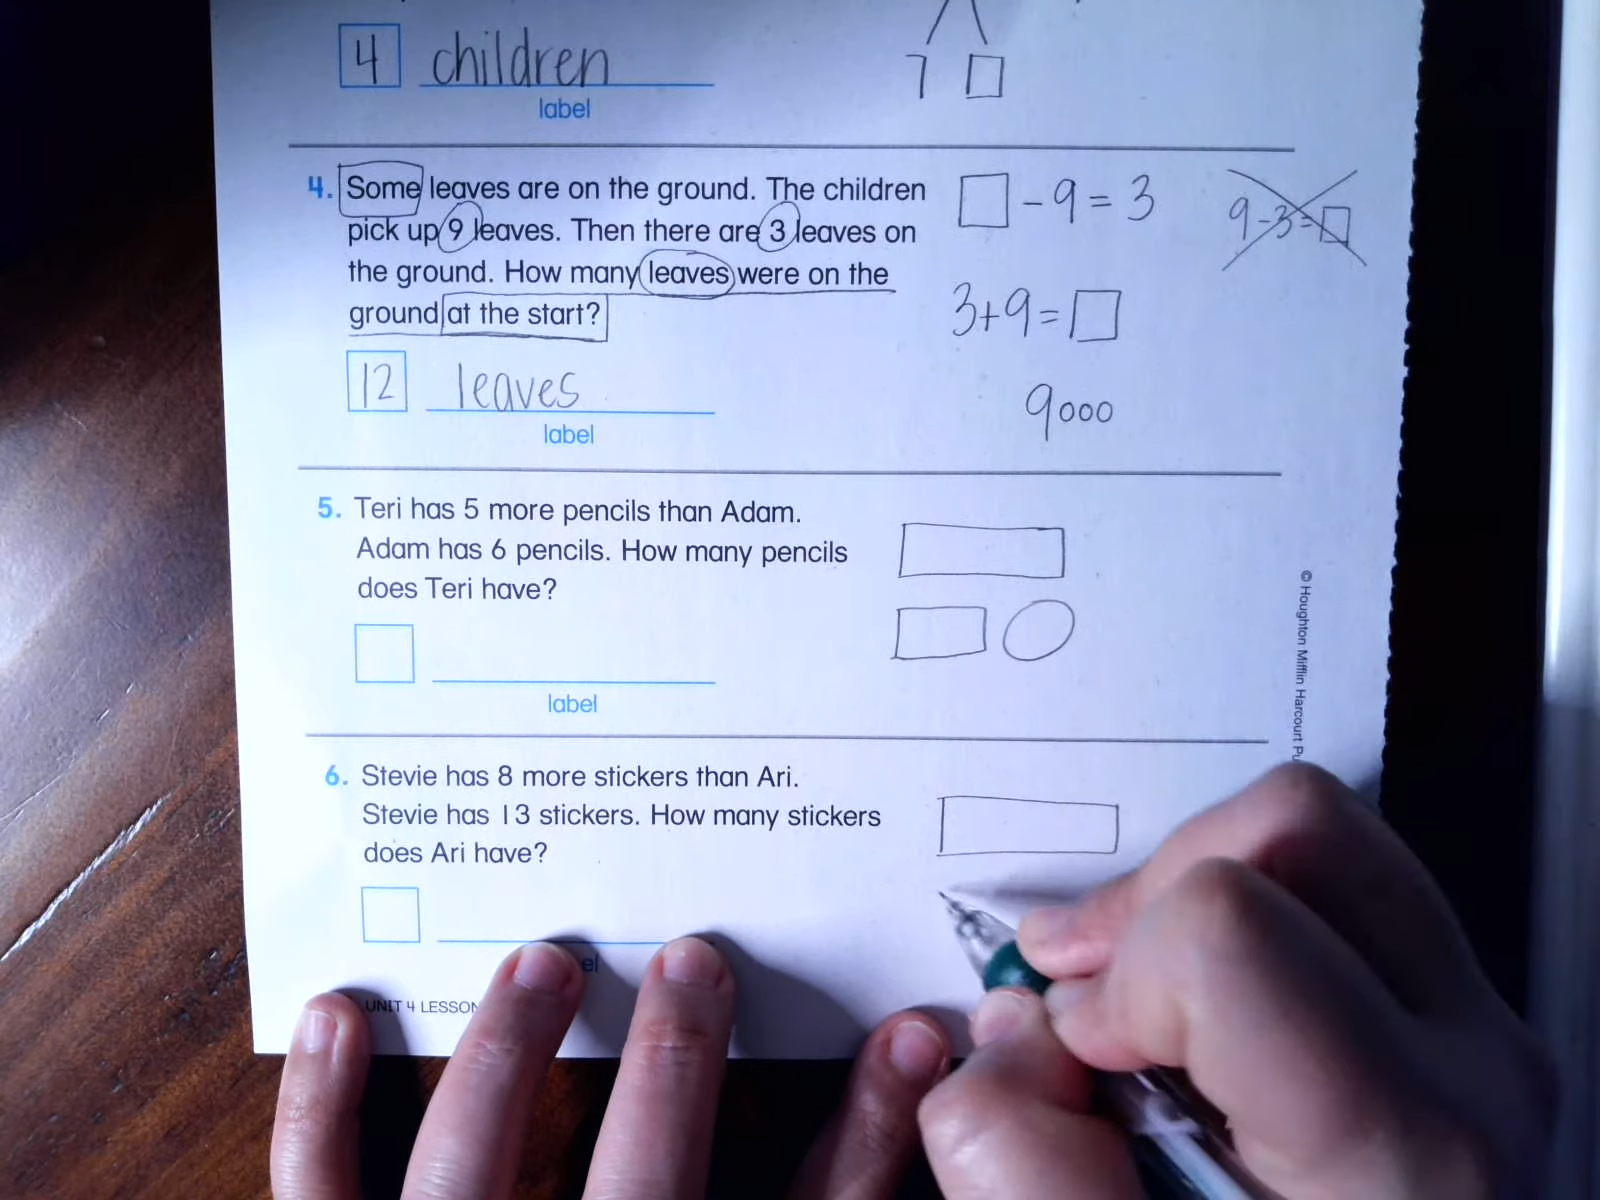 4 children
label
7
4. Some leaves are on the ground. The children
pick up 9 leaves. Then there are 3 leaves on
the ground. How many leaves were on the
ground at the start?
12 leaves
label
□ - 9 = 3
9 - 3 = □
3 + 9 = □
9ooo
5. Teri has 5 more pencils than Adam.
Adam has 6 pencils. How many pencils
does Teri have?
label
6. Stevie has 8 more stickers than Ari.
Stevie has 13 stickers. How many stickers
does Ari have?
el
UNIT 4 LESSON
© Houghton Mifflin Harcourt Pu